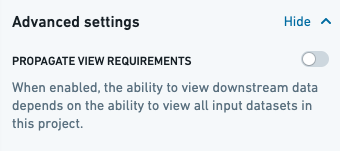 Advanced settings
Hide
PROPAGATE VIEW REQUIREMENTS
When enabled, the ability to view downstream data
depends on the ability to view all input datasets in
this project.